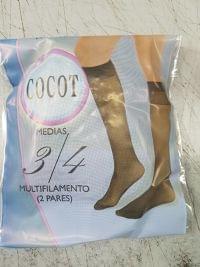 COCOT
MEDIAS
3/4
MULTIFILAMENTO
(2 PARES)